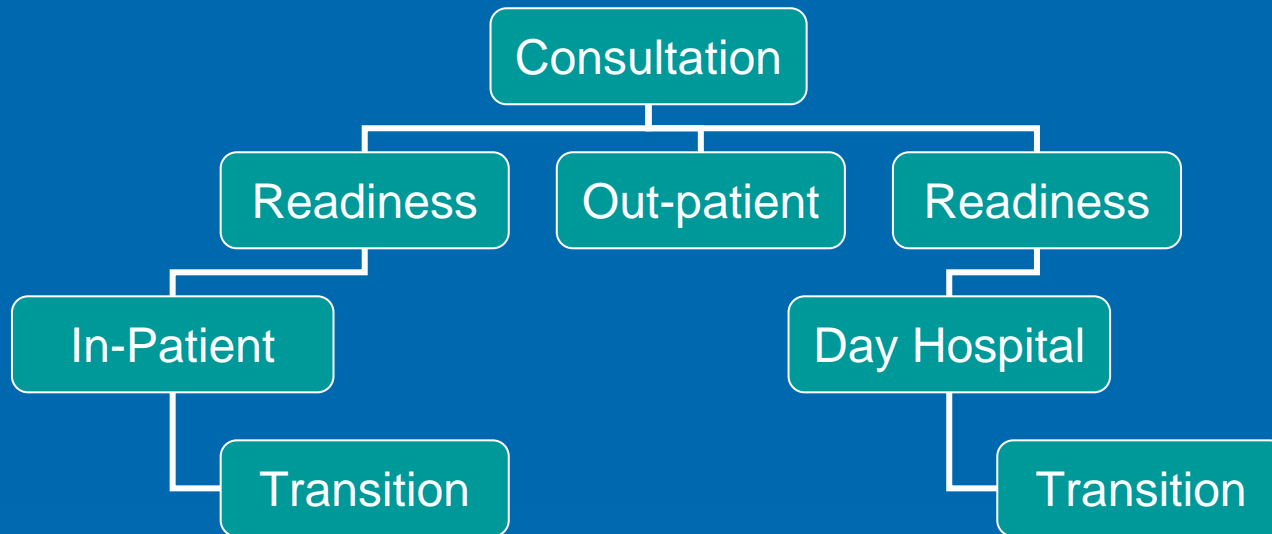 Consultation
Readiness
Out-patient
Readiness
In-Patient
Day Hospital
Transition
Transition